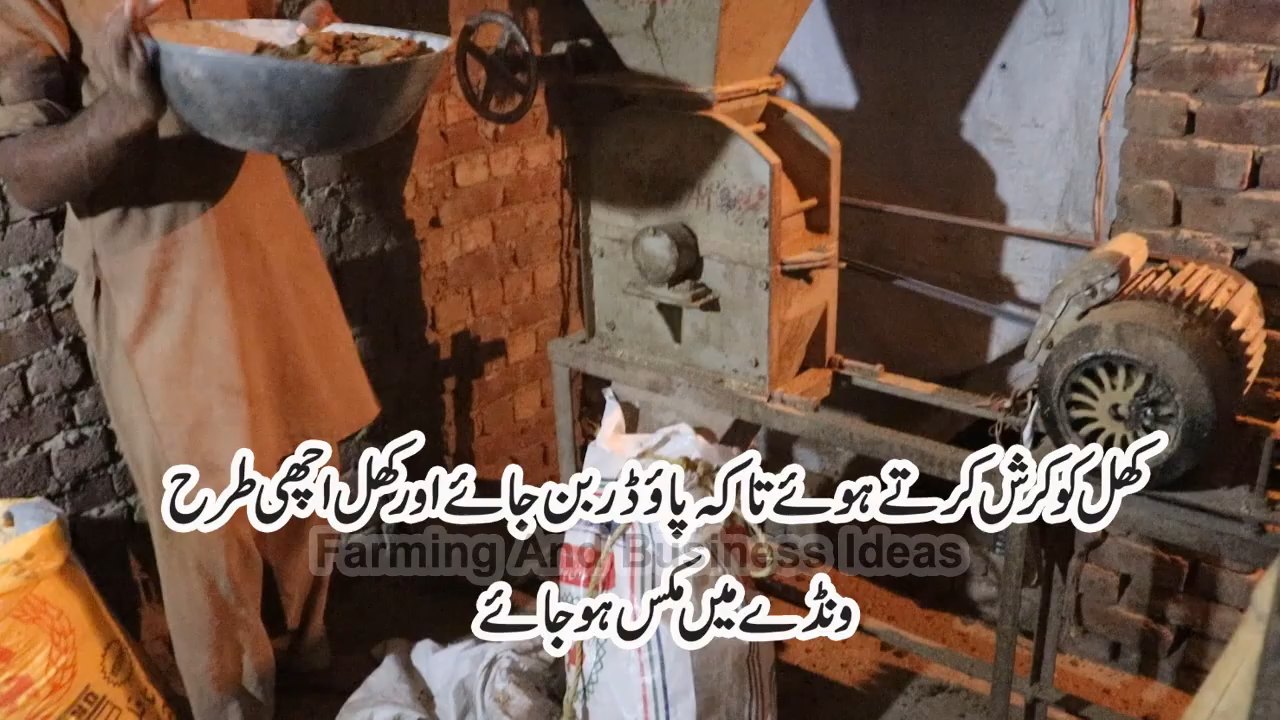 کھل کو کرش کرتے ہوئے تاکہ پاؤڈر بن جائے اور کھل اچھی طرح
Farming And Business Ideas
ونڈے میں مکس ہو جائے